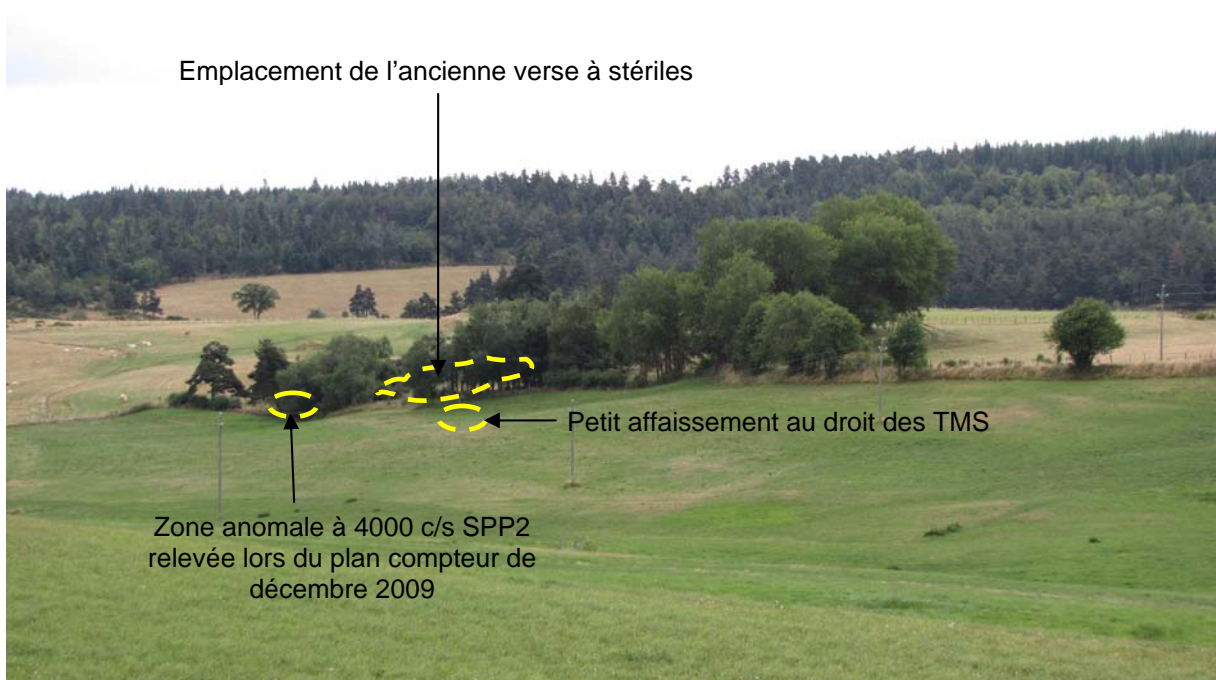 Emplacement de l'ancienne verse à stériles
Petit affaissement au droit des TMS
Zone anomale à 4000 c/s SPP2
relevée lors du plan compteur de
décembre 2009